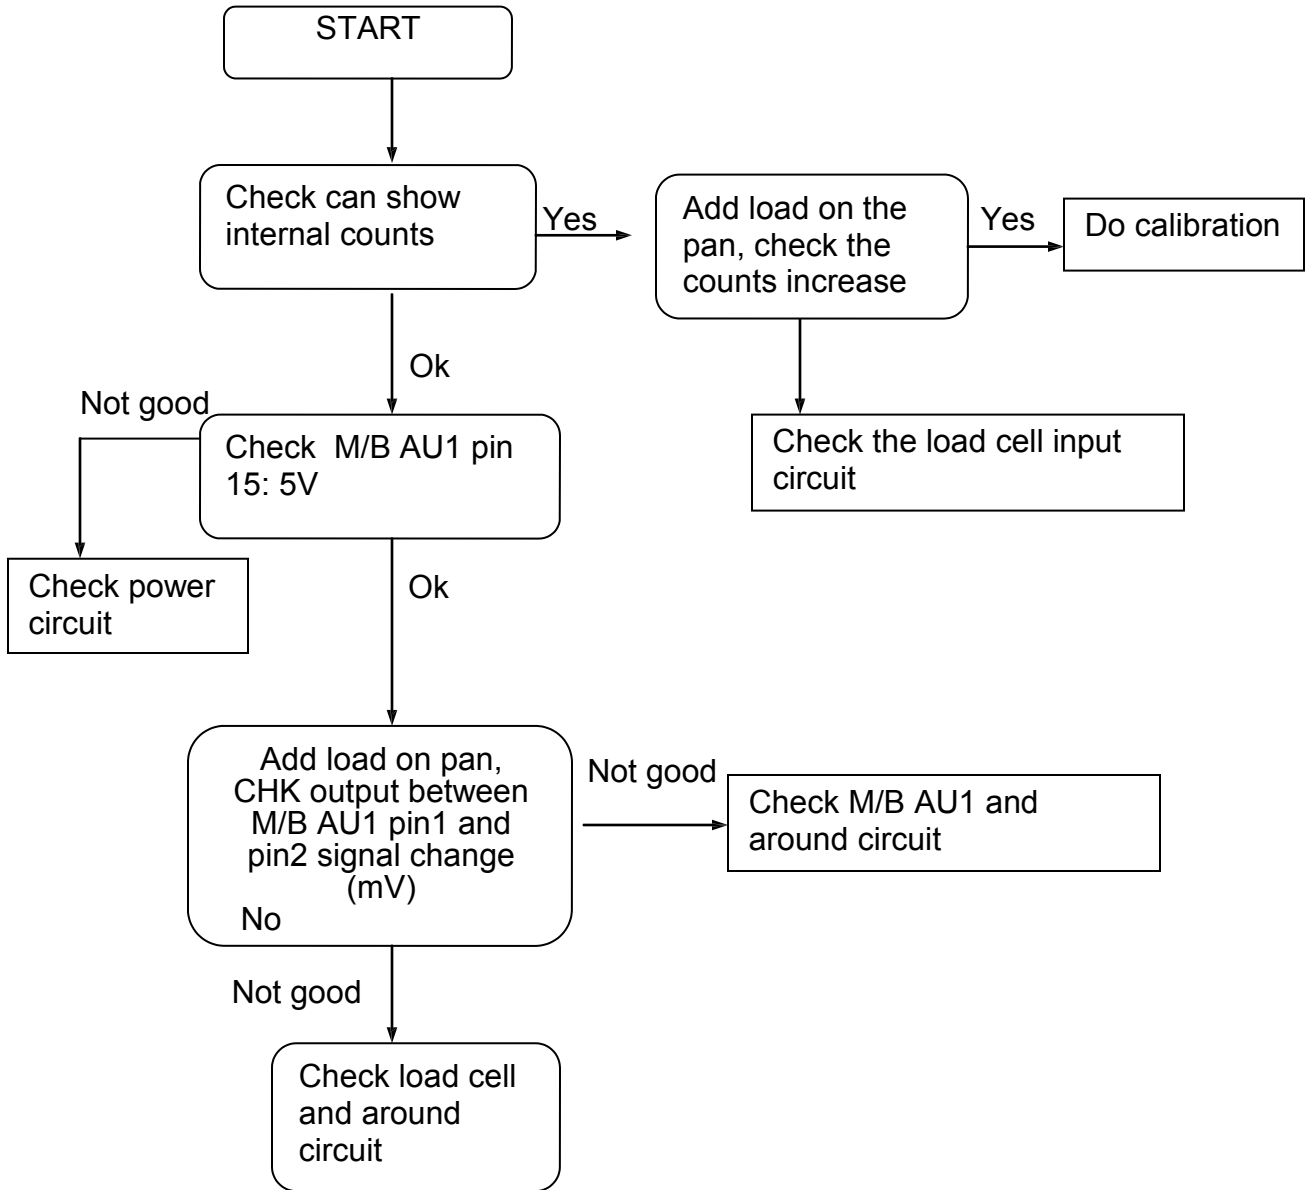 START
Check can show
internal counts
Yes
Add load on the
pan, check the
counts increase
Yes
Do calibration
Ok
Not good
Check M/B AU1 pin
15: 5V
Check the load cell input
circuit
Check power
circuit
Ok
Add load on pan,
CHK output between
M/B AU1 pin1 and
pin2 signal change
(mV)
No
Not good
Check M/B AU1 and
around circuit
Not good
Check load cell
and around
circuit